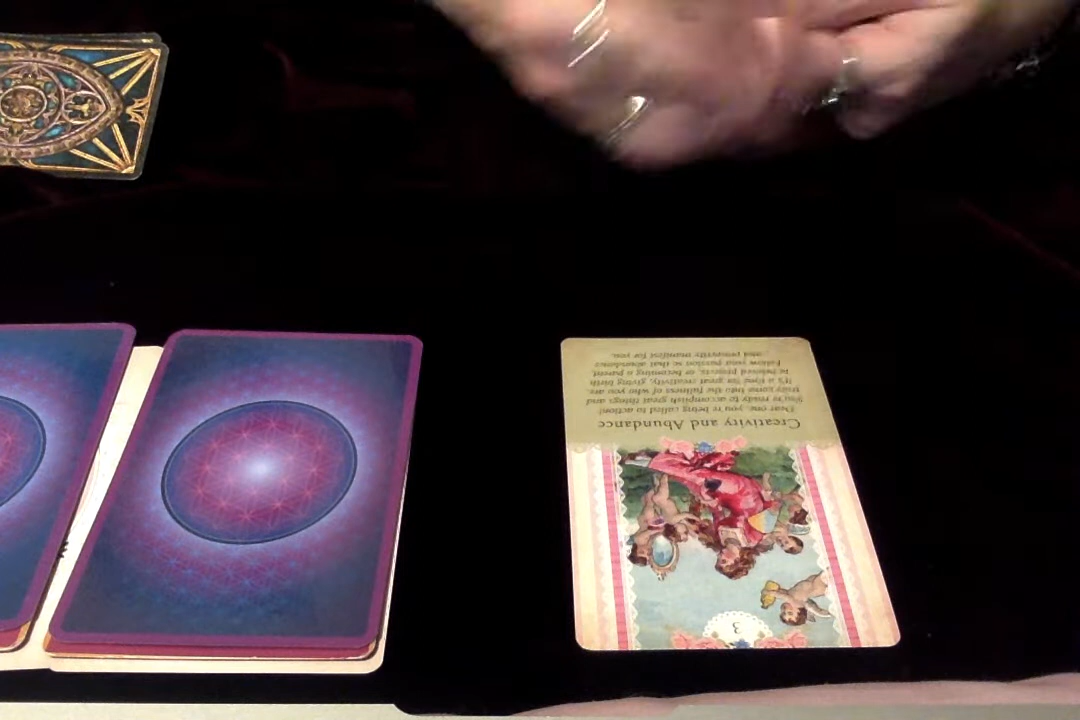 3
Creativity and Abundance
Dear one, you're being called to action!
You're ready to accomplish great things and
truly come into the fullness of who you are.
It's time for great creativity, giving birth
to beloved projects, or becoming a parent.
Follow your passion so that abundance
and prosperity manifest for you.